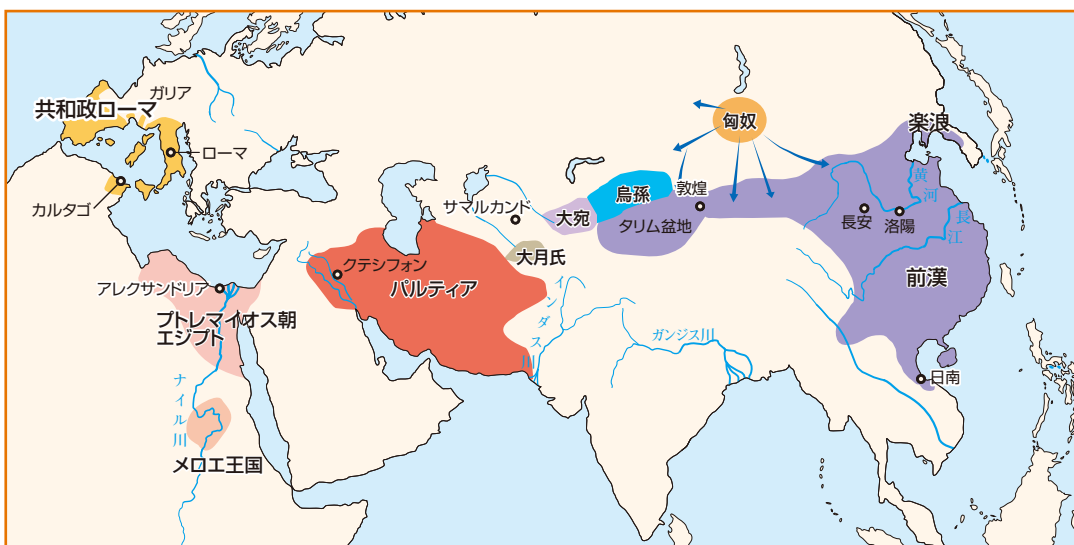 ガリア
共和政ローマ
ローマ
カルタゴ
アレクサンドリア
プトレマイオス朝
エジプト
ナイル川
メロエ王国
クテシフォン
パルティア
サマルカンド
大宛
大月氏
烏孫
敦煌
タリム盆地
匈奴
楽浪
黄河
長安
洛陽
長江
前漢
インダス川
ガンジス川
日南